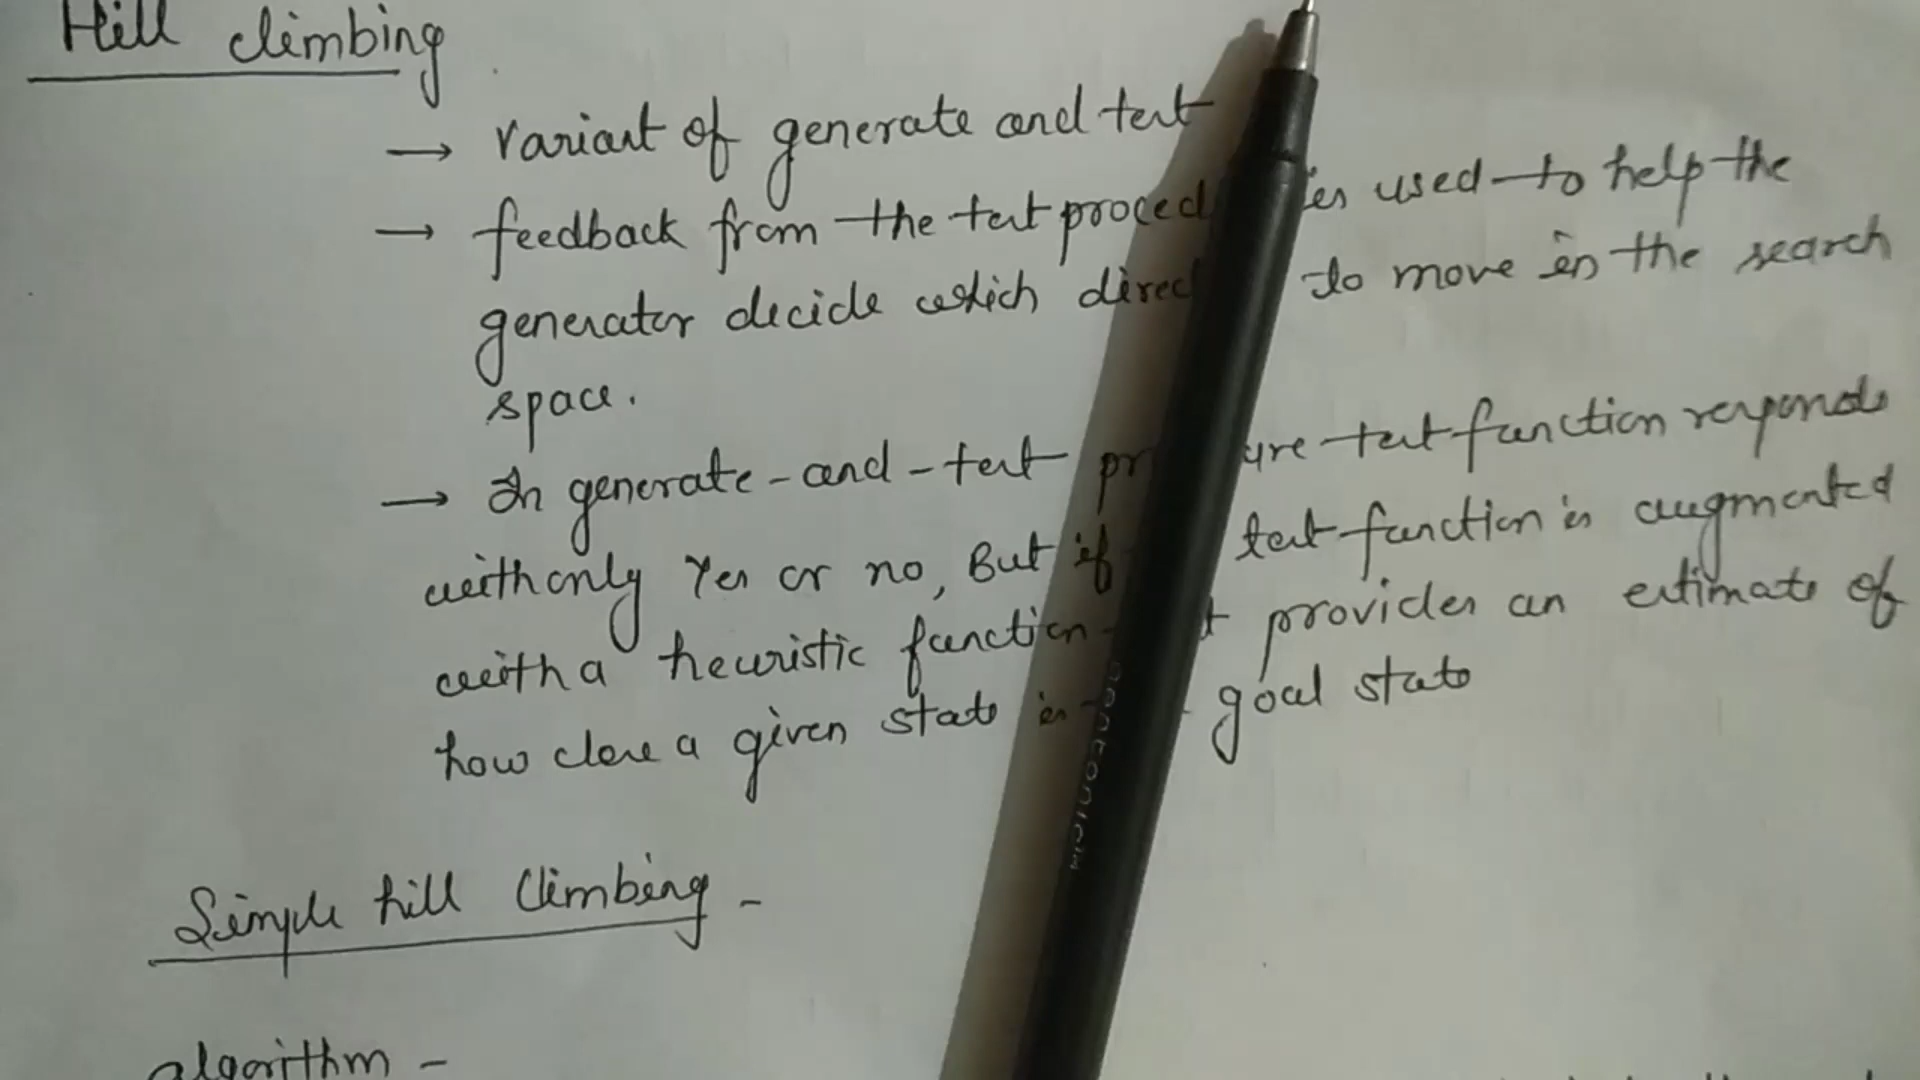 Hill climbing
→ variant of generate and test
→ feedback from the test proced is used to help the
generator decide which direc to move in the search
space.
→ In generate-and-test pr ure test function responds
with only Yes or no, But if test function is augmented
with a heuristic function t provides an estimate of
how close a given state is goal state
Simple hill Climbing -
algorithm -